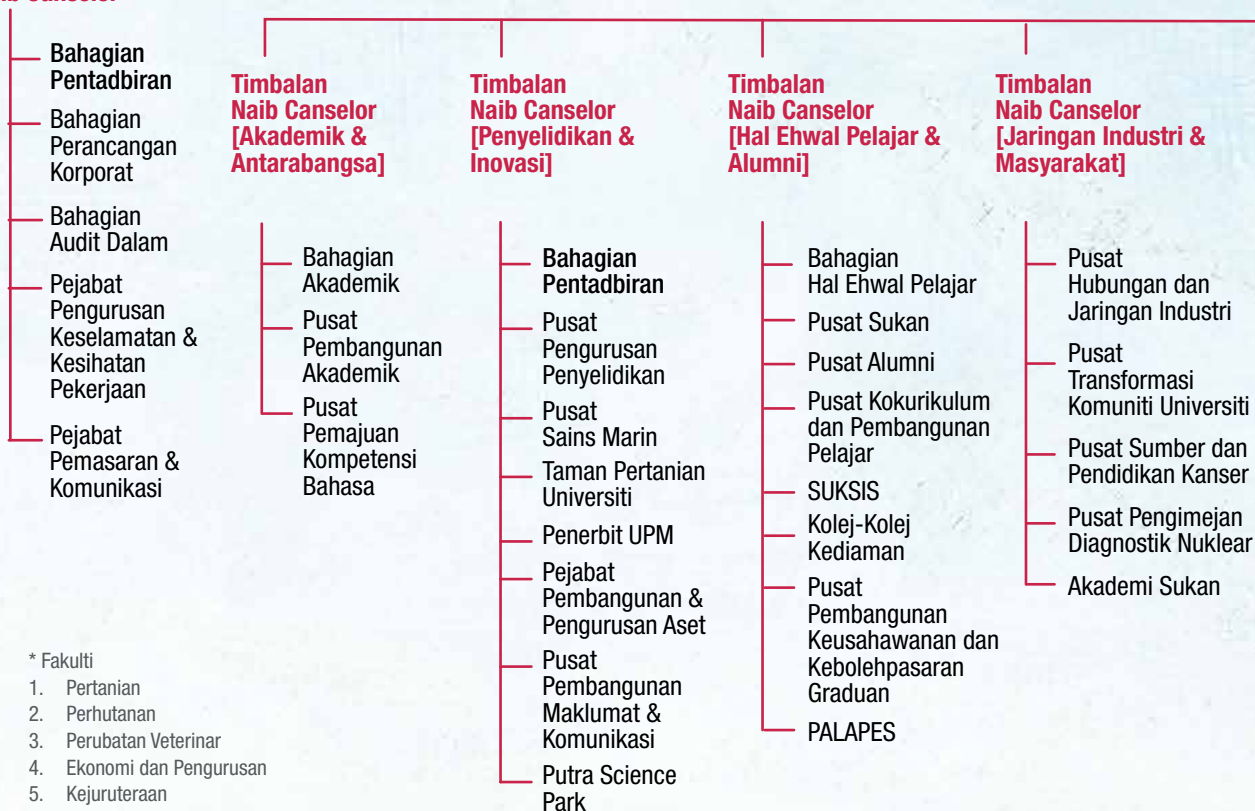 Bahagian
Pentadbiran
Bahagian
Perancangan
Korporat
Bahagian
Audit Dalam
Pejabat
Pengurusan
Keselamatan &
Kesihatan
Pekerjaan
Pejabat
Pemasaran &
Komunikasi
Timbalan
Naib Canselor
[Akademik &
Antarabangsa]
Bahagian
Akademik
Pusat
Pembangunan
Akademik
Pusat
Pemajuan
Kompetensi
Bahasa
Timbalan
Naib Canselor
[Penyelidikan &
Inovasi]
Bahagian
Pentadbiran
Pusat
Pengurusan
Penyelidikan
Pusat
Sains Marin
Taman Pertanian
Universiti
Penerbit UPM
Pejabat
Pembangunan &
Pengurusan Aset
Pusat
Pembangunan
Maklumat &
Komunikasi
Putra Science
Park
Timbalan
Naib Canselor
[Hal Ehwal Pelajar &
Alumni]
Bahagian
Hal Ehwal Pelajar
Pusat Sukan
Pusat Alumni
Pusat Kokurikulum
dan Pembangunan
Pelajar
SUKSIS
Kolej-Kolej
Kediaman
Pusat
Pembangunan
Keusahawanan dan
Kebolehpasaran
Graduan
PALAPES
Timbalan
Naib Canselor
[Jaringan Industri &
Masyarakat]
Pusat
Hubungan dan
Jaringan Industri
Pusat
Transformasi
Komuniti Universiti
Pusat Sumber dan
Pendidikan Kanser
Pusat Pengimejan
Diagnostik Nuklear
Akademi Sukan
* Fakulti
1. Pertanian
2. Perhutanan
3. Perubatan Veterinar
4. Ekonomi dan Pengurusan
5. Kejuruteraan